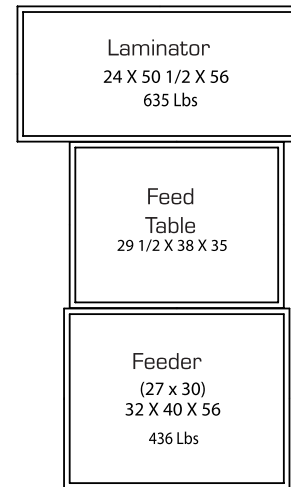 Laminator
24 X 50 1/2 X 56
635 Lbs
Feed
Table
29 1/2 X 38 X 35
Feeder
(27 x 30)
32 X 40 X 56
436 Lbs